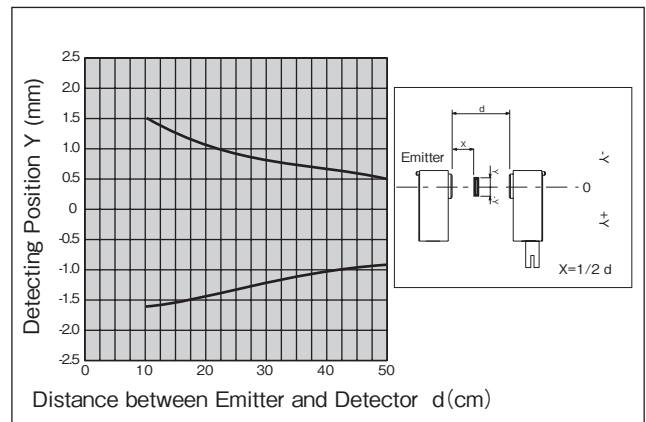 Detecting Position Y (mm)
2.5
2.0
1.5
1.0
0.5
0
-0.5
-1.0
-1.5
-2.0
-2.5
0 10 20 30 40 50
Distance between Emitter and Detector d(cm)
d
x
Emitter
Y
-Y
-Y
0
+Y
X=1/2 d